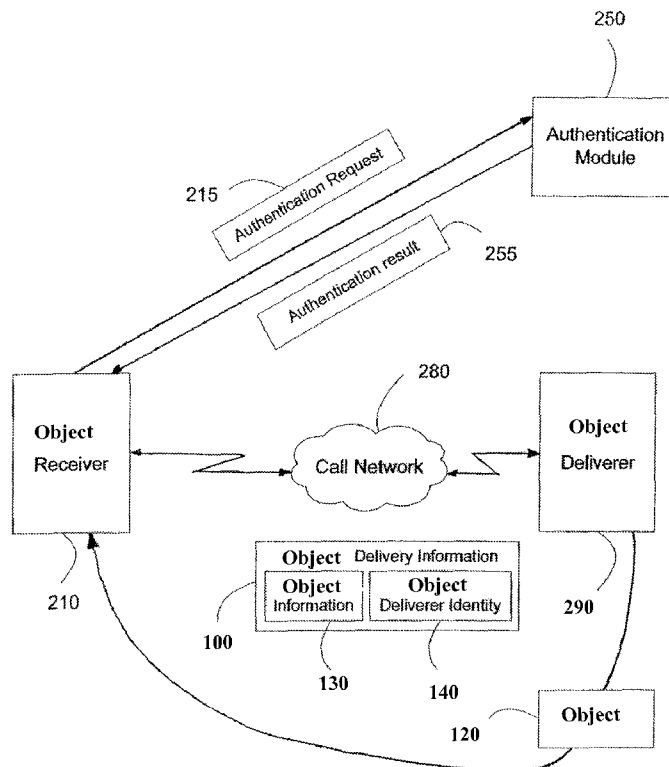 250
Authentication
Module
215
Authentication Request
Authentication result
255
280
Object
Receiver
Call Network
Object
Deliverer
210
Object Delivery Information
Object
Information
Object
Deliverer Identity
290
100
130
140
120
Object